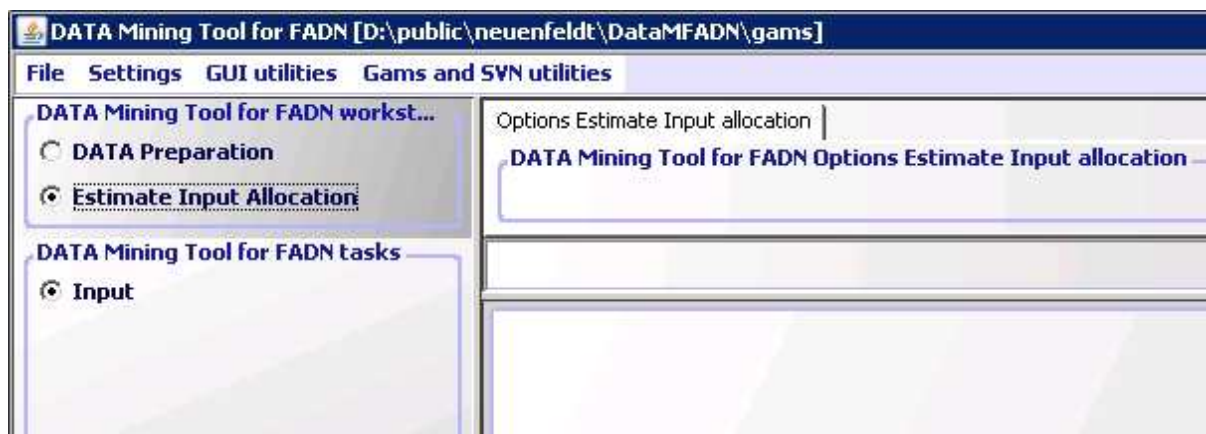 DATA Mining Tool for FADN [D:\public\neuenfeldt\DataMFADN\gams]
File Settings GUI utilities Gams and SVN utilities
DATA Mining Tool for FADN workst...
DATA Preparation
Estimate Input Allocation
DATA Mining Tool for FADN tasks
Input
Options Estimate Input allocation
DATA Mining Tool for FADN Options Estimate Input allocation